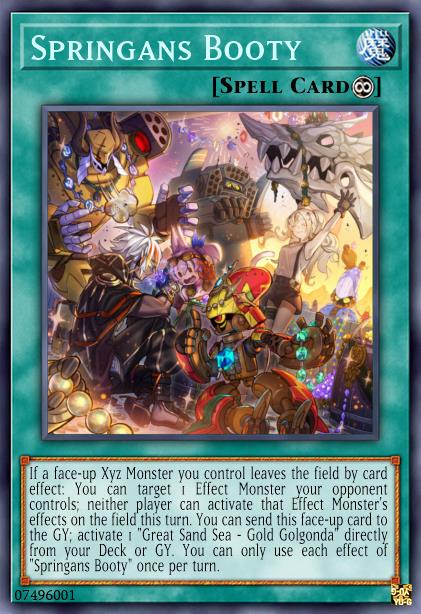 Springans Booty
魔
[Spell Card∞]
If a face-up Xyz Monster you control leaves the field by card
effect: You can target 1 Effect Monster your opponent
controls; neither player can activate that Effect Monster's
effects on the field this turn. You can send this face-up card to
the GY; activate 1 "Great Sand Sea - Gold Golgonda" directly
from your Deck or GY. You can only use each effect of
"Springans Booty" once per turn.
07496001